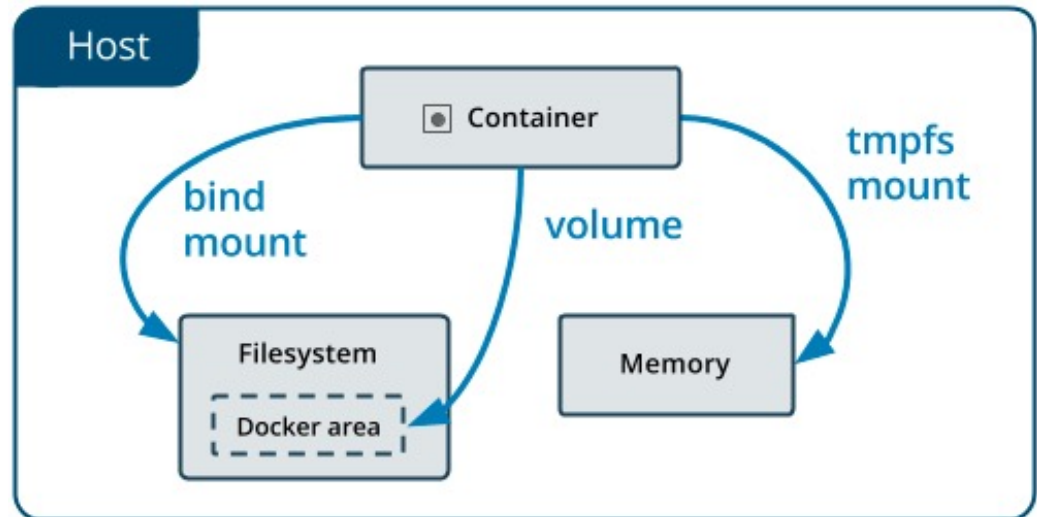 Host
Container
bind
mount
volume
tmpfs
mount
Filesystem
Docker area
Memory